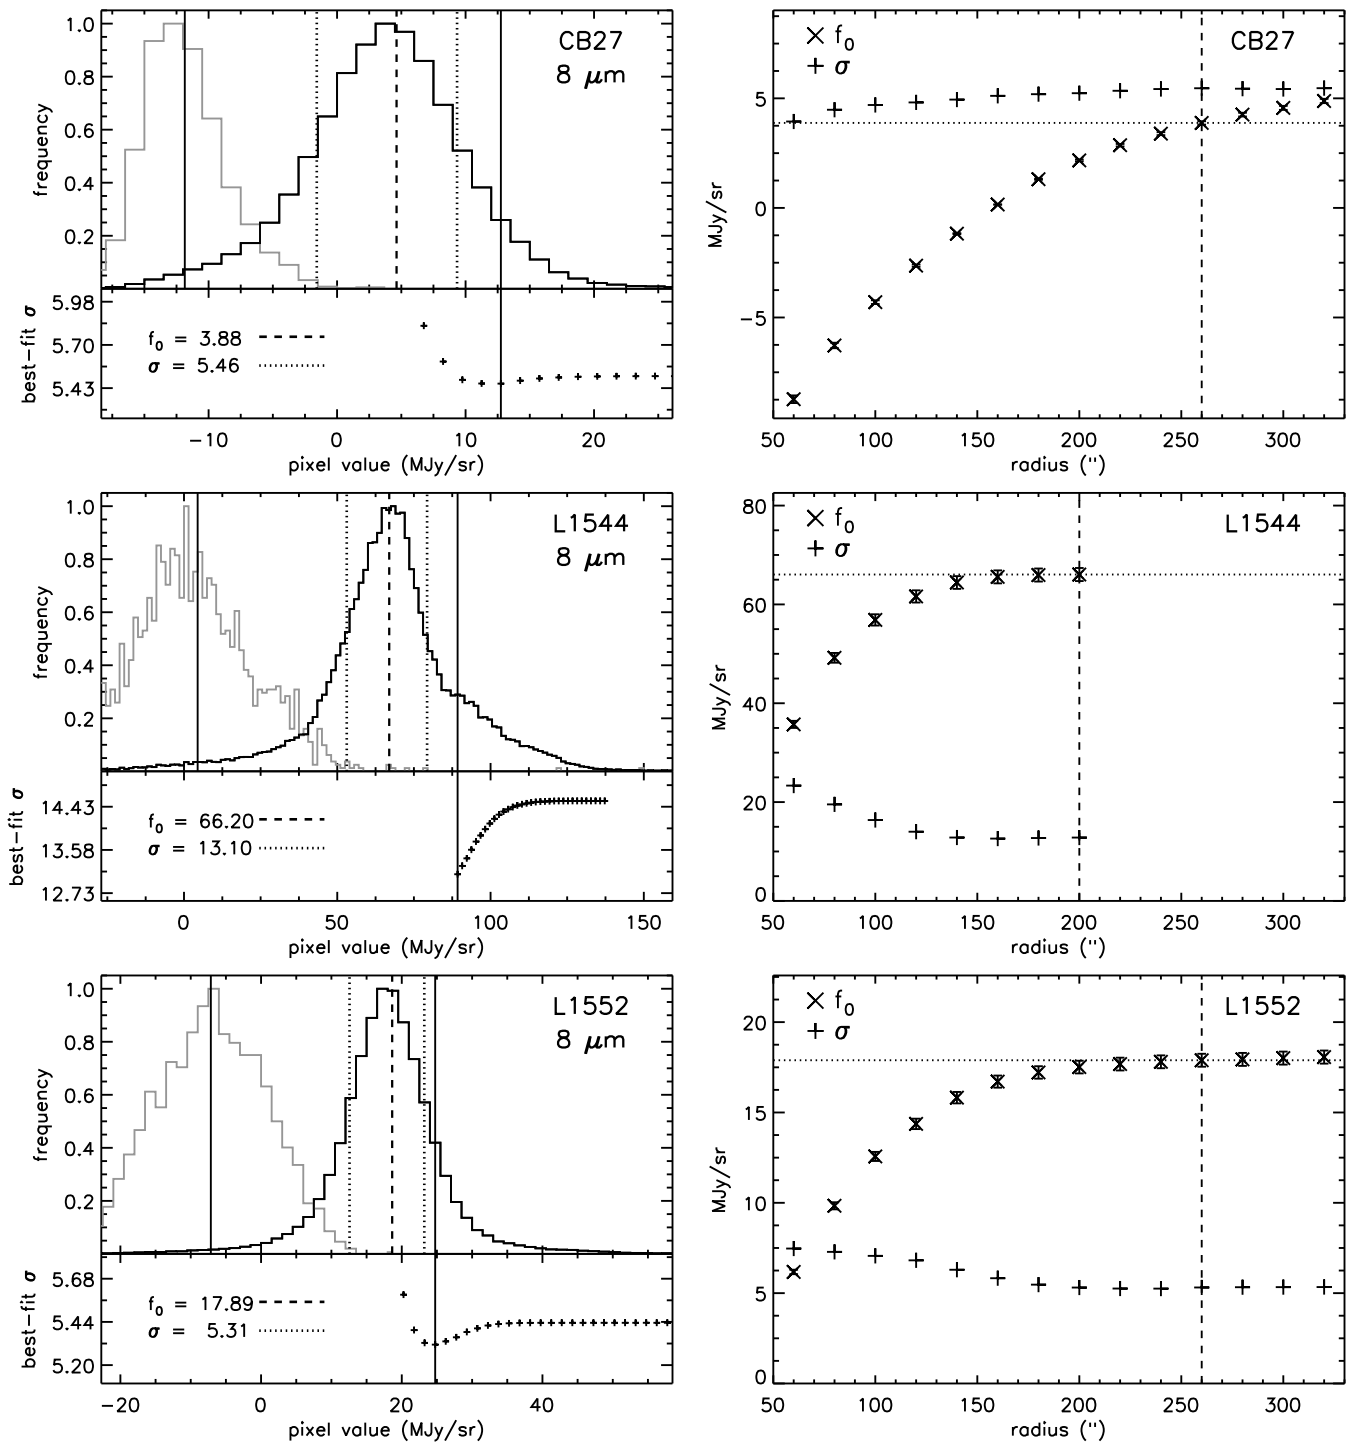 CB27
8 μm
frequency
1.0
0.8
0.6
0.4
0.2
best-fit σ
5.98
5.70
5.43
f₀ = 3.88
σ = 5.46
−10 0 10 20
pixel value (MJy/sr)
× f₀
+ σ
CB27
MJy/sr
5
0
−5
50 100 150 200 250 300
radius (")
L1544
8 μm
frequency
1.0
0.8
0.6
0.4
0.2
best-fit σ
14.43
13.58
12.73
f₀ = 66.20
σ = 13.10
0 50 100 150
pixel value (MJy/sr)
× f₀
+ σ
L1544
MJy/sr
80
60
40
20
0
50 100 150 200 250 300
radius (")
L1552
8 μm
frequency
1.0
0.8
0.6
0.4
0.2
best-fit σ
5.68
5.44
5.20
f₀ = 17.89
σ = 5.31
−20 0 20 40
pixel value (MJy/sr)
× f₀
+ σ
L1552
MJy/sr
20
15
10
5
0
50 100 150 200 250 300
radius (")